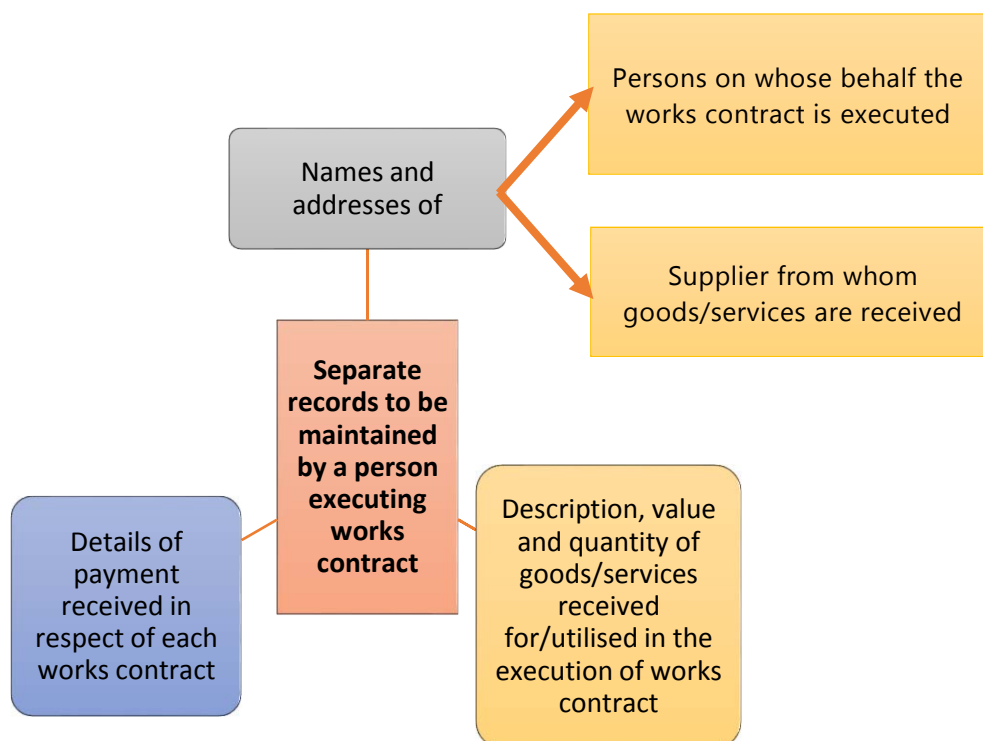 Persons on whose behalf the
works contract is executed
Names and
addresses of
Supplier from whom
goods/services are received
Separate
records to be
maintained
by a person
executing
works
contract
Details of
payment
received in
respect of each
works contract
Description, value
and quantity of
goods/services
received
for/utilised in the
execution of works
contract